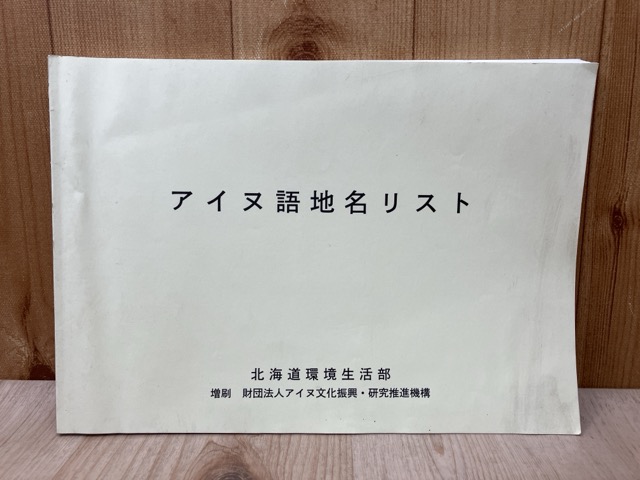 アイヌ語地名リスト
北海道環境生活部
増刷　財団法人アイヌ文化振興・研究推進機構